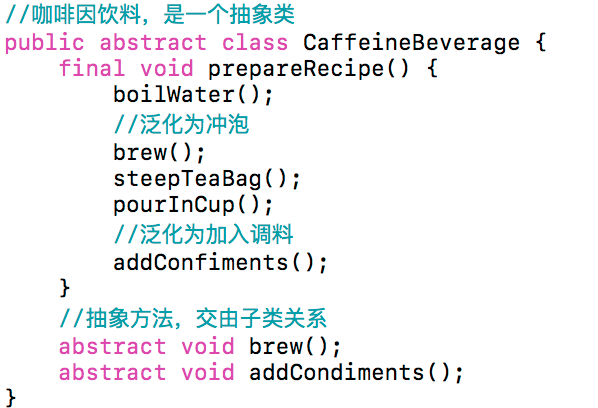 //咖啡因饮料，是一个抽象类
public abstract class CaffeineBeverage {
    final void prepareRecipe() {
        boilWater();
        //泛化为冲泡
        brew();
        steepTeaBag();
        pourInCup();
        //泛化为加入调料
        addConfiments();
    }
    //抽象方法，交由子类关系
    abstract void brew();
    abstract void addCondiments();
}